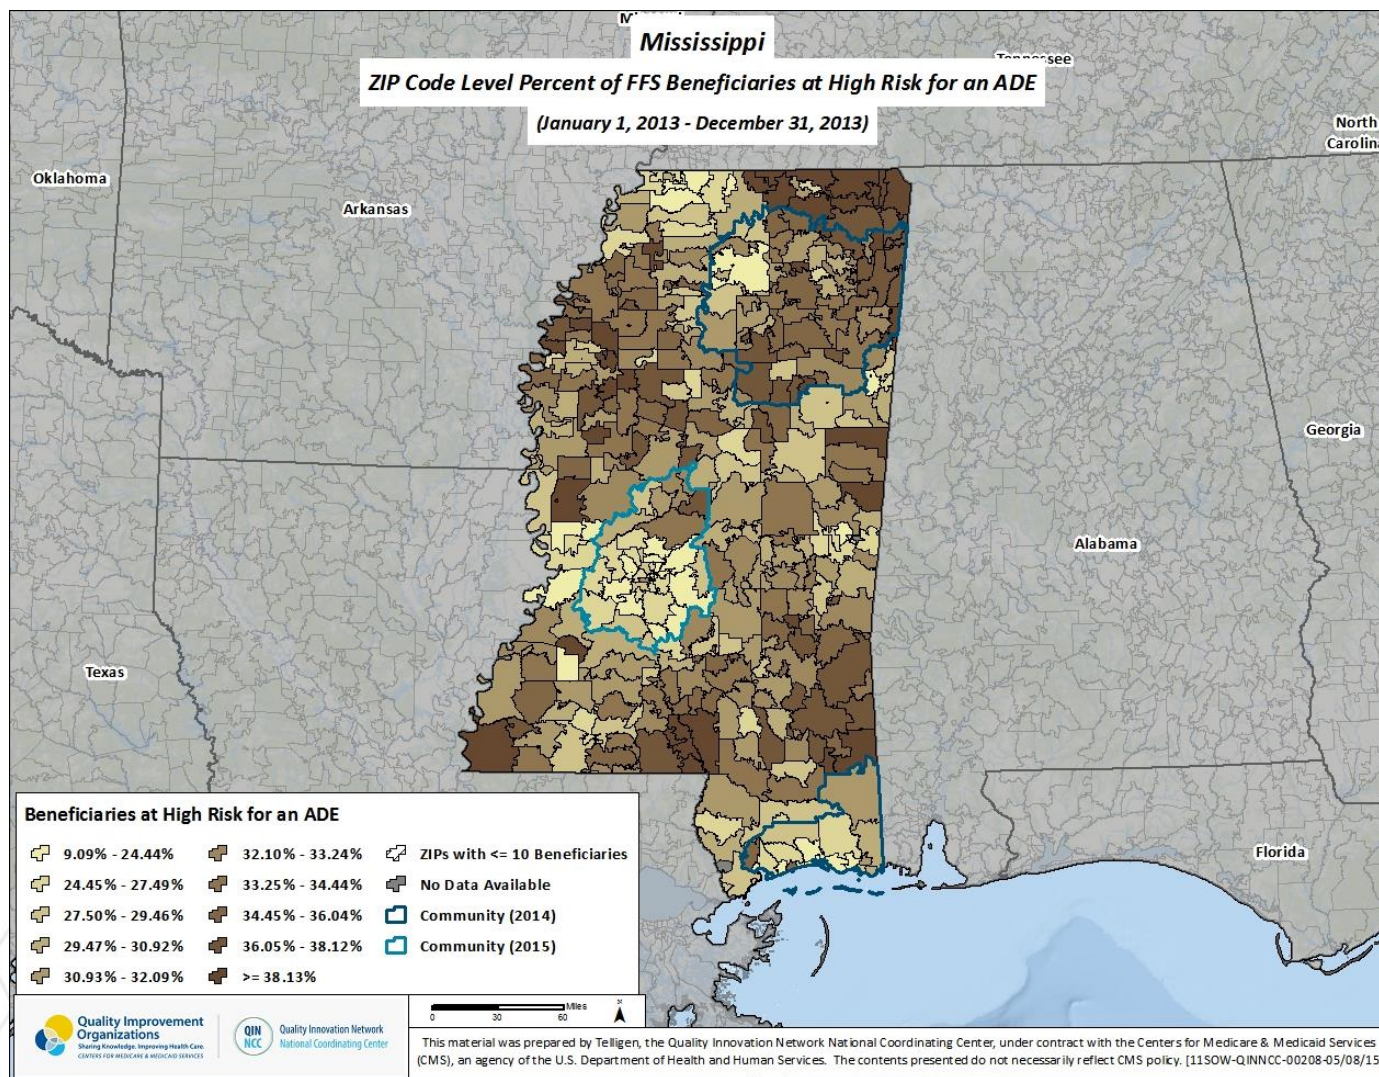 Mississippi
ZIP Code Level Percent of FFS Beneficiaries at High Risk for an ADE
(January 1, 2013 - December 31, 2013)
Tennessee
North
Carolina
Oklahoma
Arkansas
Georgia
Alabama
Texas
Florida
Beneficiaries at High Risk for an ADE
9.09% - 24.44%
24.45% - 27.49%
27.50% - 29.46%
29.47% - 30.92%
30.93% - 32.09%
32.10% - 33.24%
33.25% - 34.44%
34.45% - 36.04%
36.05% - 38.12%
>= 38.13%
ZIPs with <= 10 Beneficiaries
No Data Available
Community (2014)
Community (2015)
Quality Improvement
Organizations
Sharing Knowledge. Improving Health Care.
CENTERS FOR MEDICARE & MEDICAID SERVICES
QIN
NCC
Quality Innovation Network
National Coordinating Center
Miles
0 30 60
N
This material was prepared by Telligen, the Quality Innovation Network National Coordinating Center, under contract with the Centers for Medicare & Medicaid Services
(CMS), an agency of the U.S. Department of Health and Human Services. The contents presented do not necessarily reflect CMS policy. [11SOW-QINNCC-00208-05/08/15